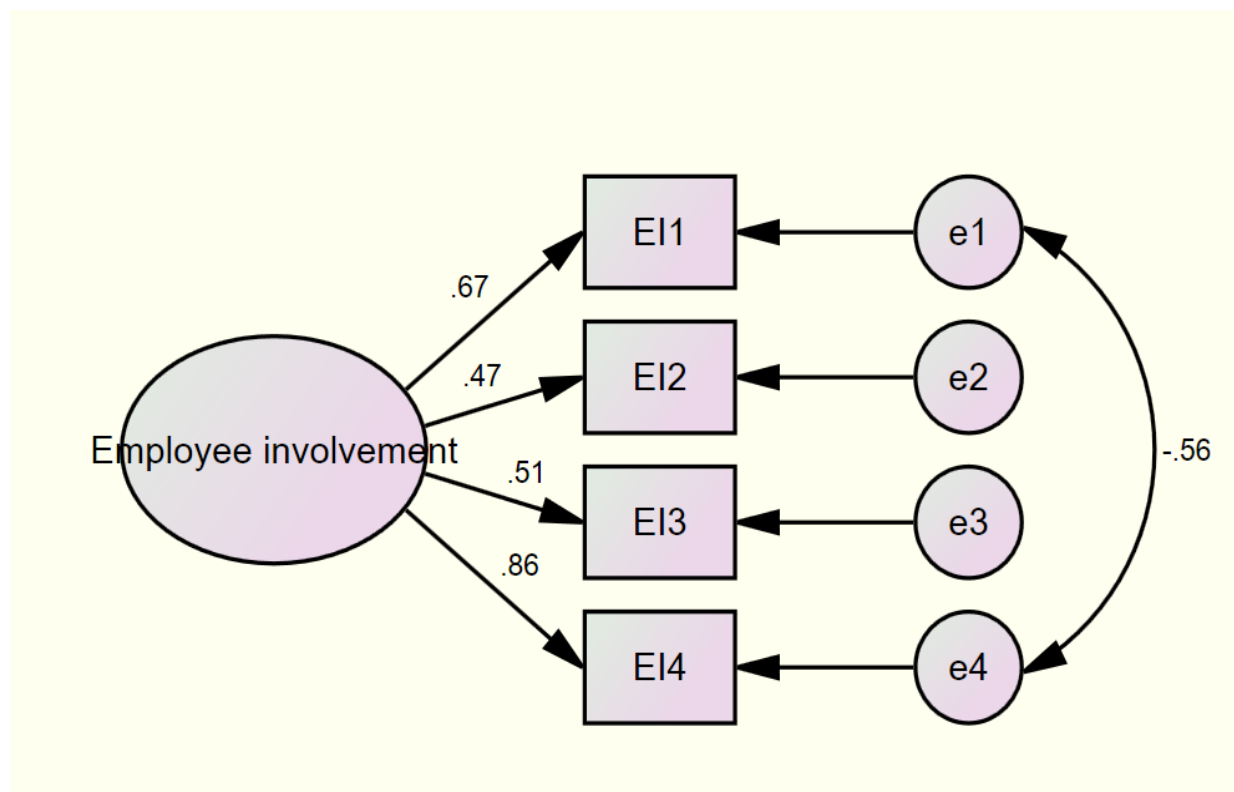 EI1
e1
.67
EI2
e2
.47
Employee involvement
-.56
.51
EI3
e3
.86
EI4
e4